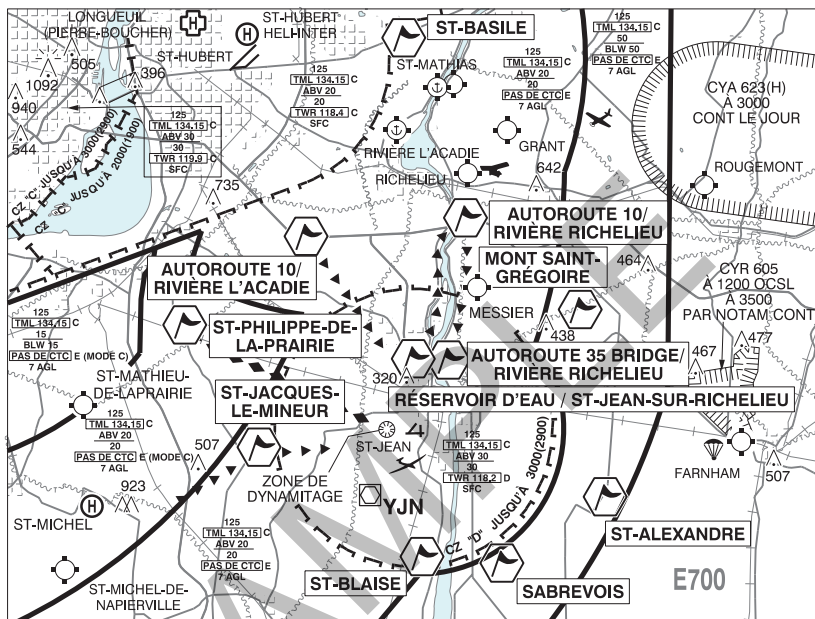 LONGUEUIL
(PIERRE-BOUCHER)
505
1092
396
940
544
ST-HUBERT
H
ST-HUBERT
HELI-INTER
ST-BASILE
ST-MATHIAS
125
TML 134.15 C
ABV 20
20
TWR 118.4 C
SFC
125
TML 134.15 C
ABV 20
20
PAS DE CTC E
7 AGL
125
TML 134.15 C
50
BLW 50
PAS DE CTC E
7 AGL
CYA 623(H)
À 3000
CONT LE JOUR
125
TML 134.15 C
ABV 30
30
TWR 119.9 C
SFC
CZ "C" JUSQU'À 3000(2900)
CZ "C" JUSQU'À 2000(1900)
735
RIVIÈRE L'ACADIE
RICHELIEU
GRANT
642
ROUGEMONT
AUTOROUTE 10/
RIVIÈRE RICHELIEU
AUTOROUTE 10/
RIVIÈRE L'ACADIE
MONT SAINT-
GRÉGOIRE
464
CYR 605
À 1200 OCSL
À 3500
PAR NOTAM CONT
MESSIER
438
477
467
125
TML 134.15 C
15
BLW 15
PAS DE CTC E (MODE C)
7 AGL
ST-PHILIPPE-DE-
LA-PRAIRIE
AUTOROUTE 35 BRIDGE/
RIVIÈRE RICHELIEU
320
RÉSERVOIR D'EAU / ST-JEAN-SUR-RICHELIEU
ST-MATHIEU-
DE-LAPRAIRIE
ST-JACQUES-
LE-MINEUR
125
TML 134.15 C
ABV 20
20
PAS DE CTC E (MODE C)
7 AGL
507
ST-JEAN
125
TML 134.15 C
ABV 30
30
TWR 118.2 D
SFC
FARNHAM
507
923
H
ST-MICHEL
ZONE DE
DYNAMITAGE
YJN
CZ "D" JUSQU'À 3000(2900)
125
TML 134.15 C
ABV 20
20
PAS DE CTC E
7 AGL
ST-ALEXANDRE
ST-MICHEL-DE-
NAPIERVILLE
ST-BLAISE
SABREVOIS
E700
SAMPLE